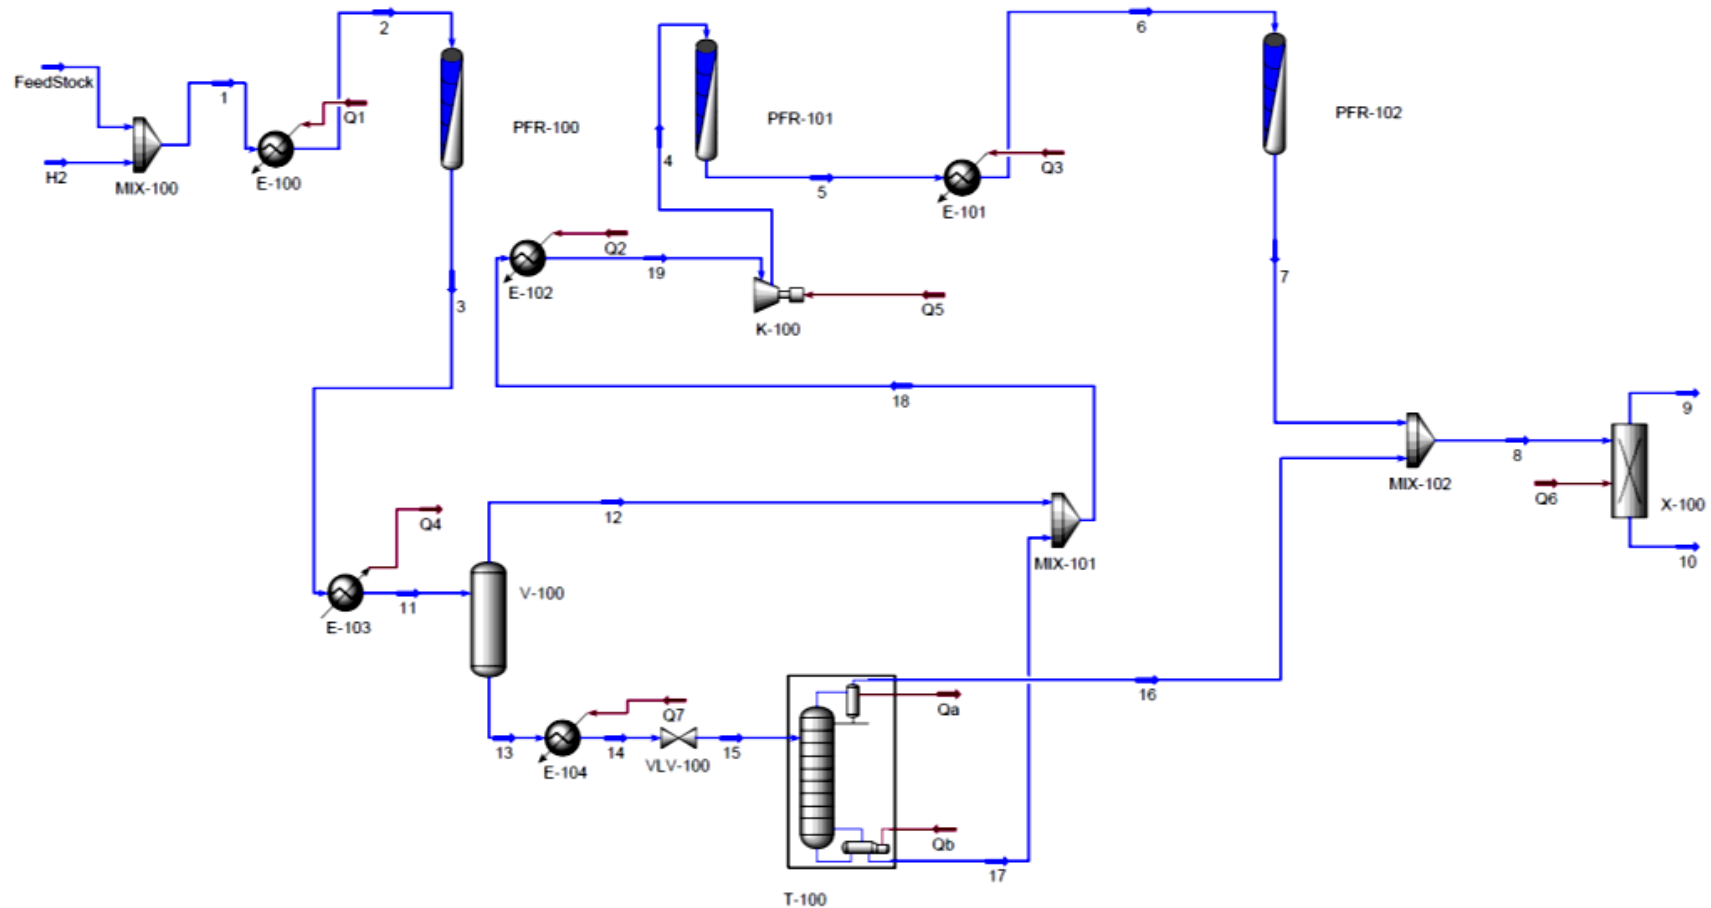 2
6
FeedStock
1
Q1
PFR-100
PFR-101
PFR-102
H2
MIX-100
E-100
4
5
Q3
E-101
Q2
19
E-102
K-100
Q5
3
7
18
9
8
MIX-102
Q6
X-100
10
12
Q4
MIX-101
11
E-103
V-100
13
E-104
14
Q7
VLV-100
15
16
Qa
Qb
17
T-100